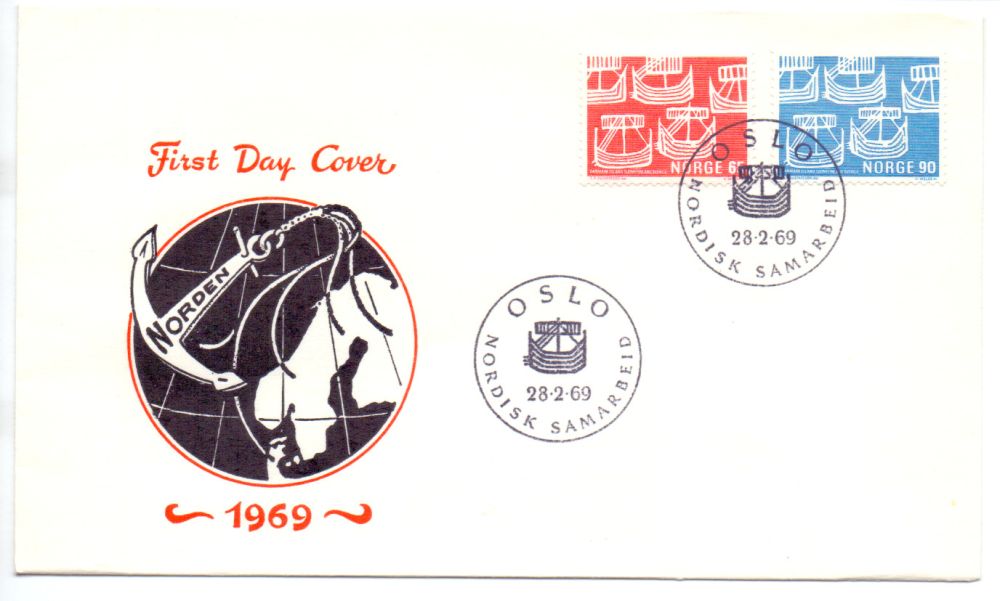 First Day Cover
NORDEN
1969
NORGE 65
NORGE 90
OSLO
28·2·69
NORDISK SAMARBEID
OSLO
28·2·69
NORDISK SAMARBEID